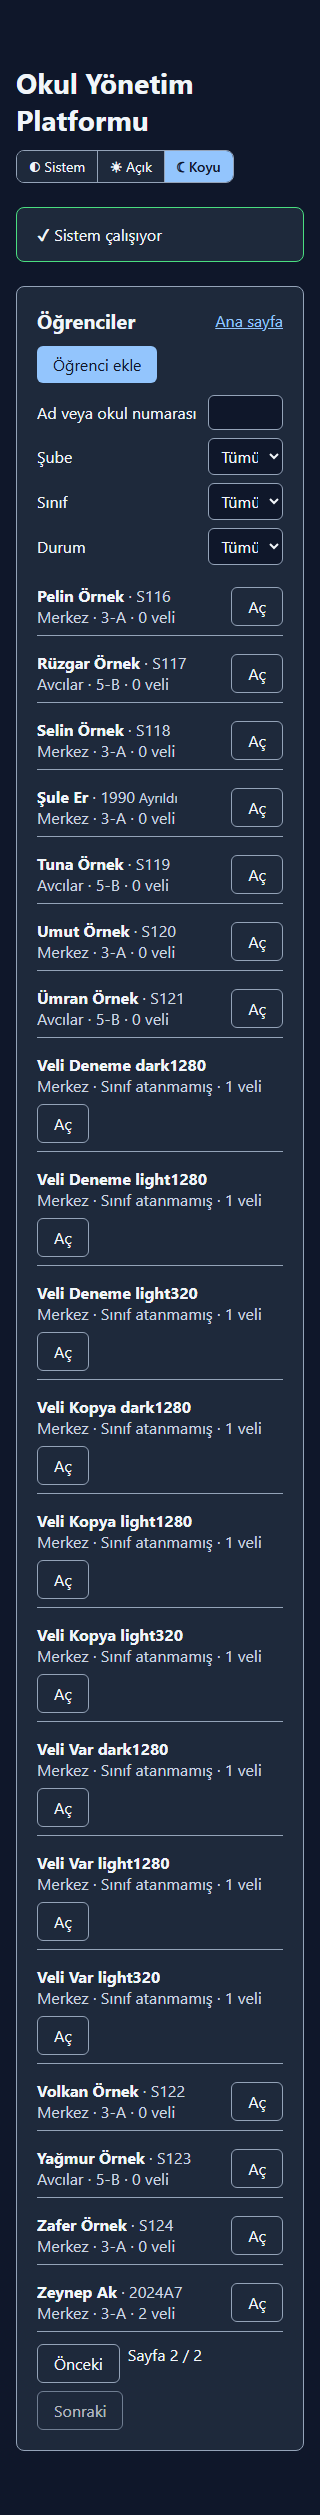 Okul Yönetim
Platformu
◐ Sistem ☀ Açık ☾ Koyu
✓ Sistem çalışıyor
Öğrenciler Ana sayfa
Öğrenci ekle
Ad veya okul numarası
Şube Tümü
Sınıf Tümü
Durum Tümü
Pelin Örnek · S116
Merkez · 3-A · 0 veli
Aç
Rüzgar Örnek · S117
Avcılar · 5-B · 0 veli
Aç
Selin Örnek · S118
Merkez · 3-A · 0 veli
Aç
Şule Er · 1990 Ayrıldı
Merkez · 3-A · 0 veli
Aç
Tuna Örnek · S119
Avcılar · 5-B · 0 veli
Aç
Umut Örnek · S120
Merkez · 3-A · 0 veli
Aç
Ümran Örnek · S121
Avcılar · 5-B · 0 veli
Aç
Veli Deneme dark1280
Merkez · Sınıf atanmamış · 1 veli
Aç
Veli Deneme light1280
Merkez · Sınıf atanmamış · 1 veli
Aç
Veli Deneme light320
Merkez · Sınıf atanmamış · 1 veli
Aç
Veli Kopya dark1280
Merkez · Sınıf atanmamış · 1 veli
Aç
Veli Kopya light1280
Merkez · Sınıf atanmamış · 1 veli
Aç
Veli Kopya light320
Merkez · Sınıf atanmamış · 1 veli
Aç
Veli Var dark1280
Merkez · Sınıf atanmamış · 1 veli
Aç
Veli Var light1280
Merkez · Sınıf atanmamış · 1 veli
Aç
Veli Var light320
Merkez · Sınıf atanmamış · 1 veli
Aç
Volkan Örnek · S122
Merkez · 3-A · 0 veli
Aç
Yağmur Örnek · S123
Avcılar · 5-B · 0 veli
Aç
Zafer Örnek · S124
Merkez · 3-A · 0 veli
Aç
Zeynep Ak · 2024A7
Merkez · 3-A · 2 veli
Aç
Önceki Sayfa 2 / 2
Sonraki